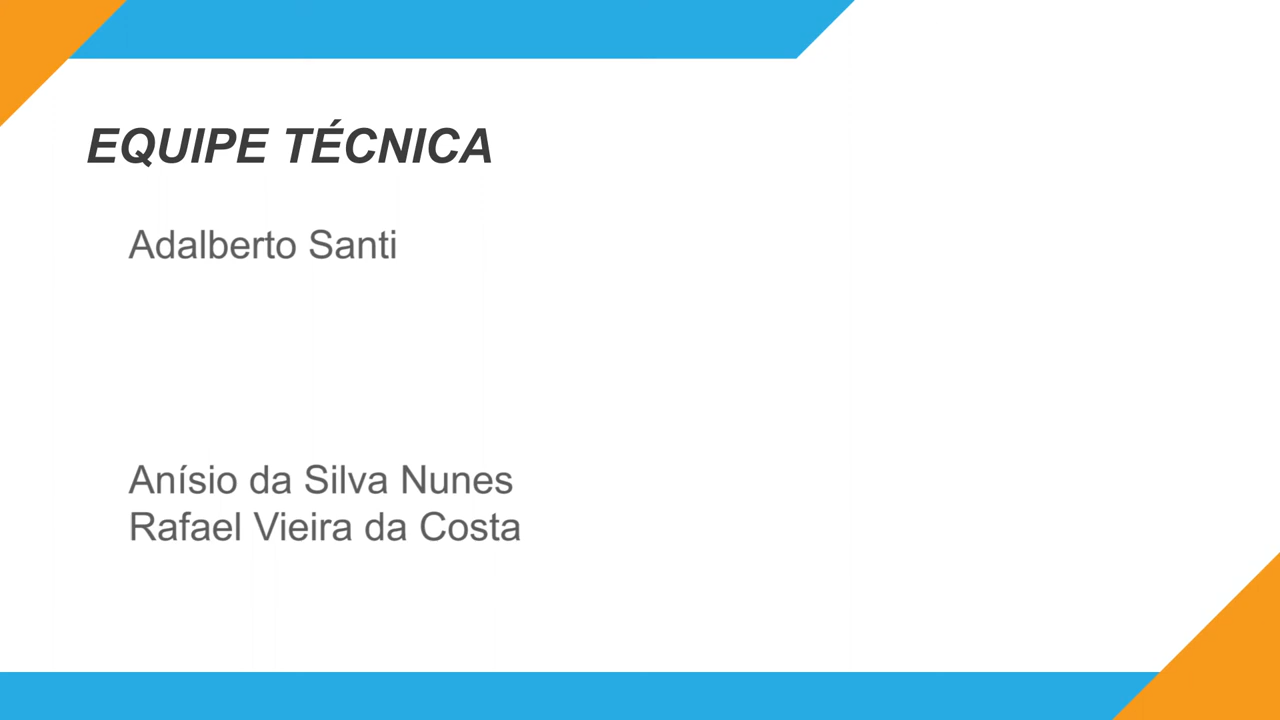 EQUIPE TÉCNICA
Adalberto Santi
Anísio da Silva Nunes
Rafael Vieira da Costa